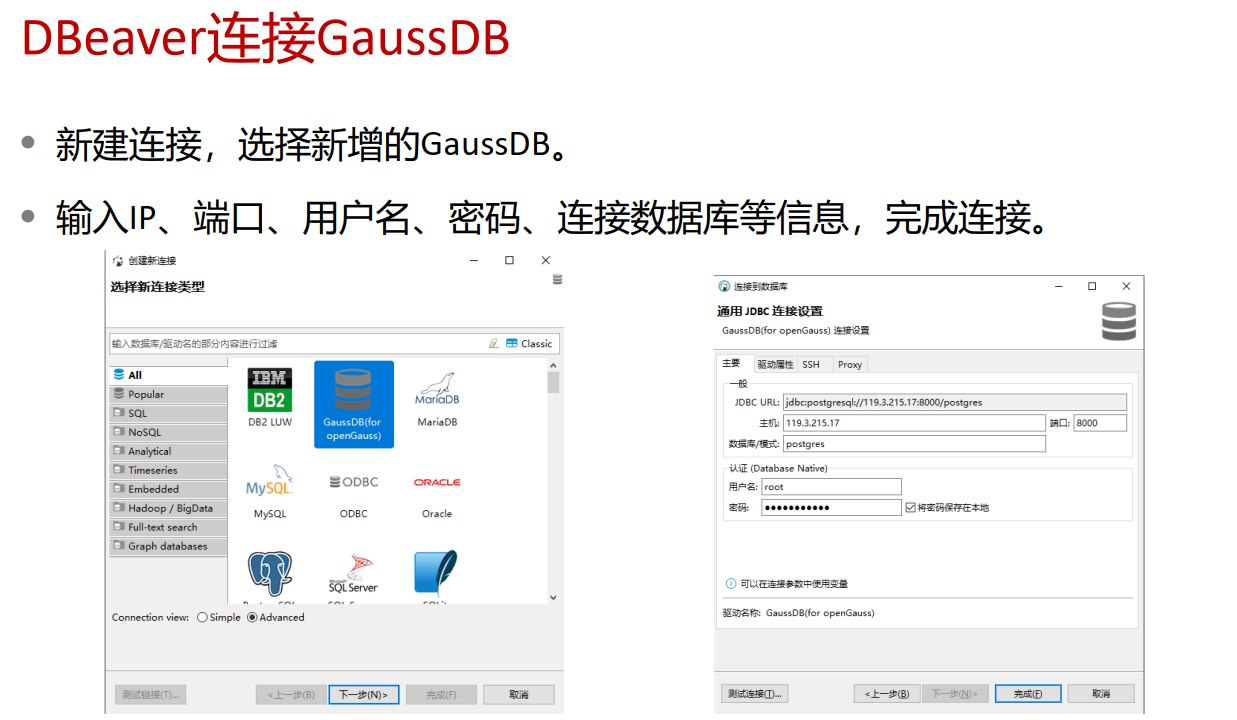 DBeaver连接GaussDB
新建连接，选择新增的GaussDB。
输入IP、端口、用户名、密码、连接数据库等信息，完成连接。
创建新连接
选择新连接类型
输入数据库/驱动名的部分内容进行过滤
Classic
All
Popular
SQL
NoSQL
Analytical
Timeseries
Embedded
Hadoop / BigData
Full-text search
Graph databases
IBM
DB2
DB2 LUW
GaussDB(for
openGauss)
MariaDB
MariaDB
MySQL
MySQL
ODBC
ODBC
ORACLE
Oracle
Microsoft
SQL Server
Connection view:
Simple
Advanced
测试链接(T)...
<上一步(B)
下一步(N)>
完成(F)
取消
连接到数据库
通用 JDBC 连接设置
GaussDB(for openGauss) 连接设置
主要
驱动属性
SSH
Proxy
一般
JDBC URL: jdbc:postgresql://119.3.215.17:8000/postgres
主机: 119.3.215.17
端口: 8000
数据库/模式: postgres
认证 (Database Native)
用户名: root
密码: ●●●●●●●●●●●
将密码保存在本地
可以在连接参数中使用变量
驱动名称: GaussDB(for openGauss)
测试连接(T)...
<上一步(B)
下一步(N)>
完成(F)
取消